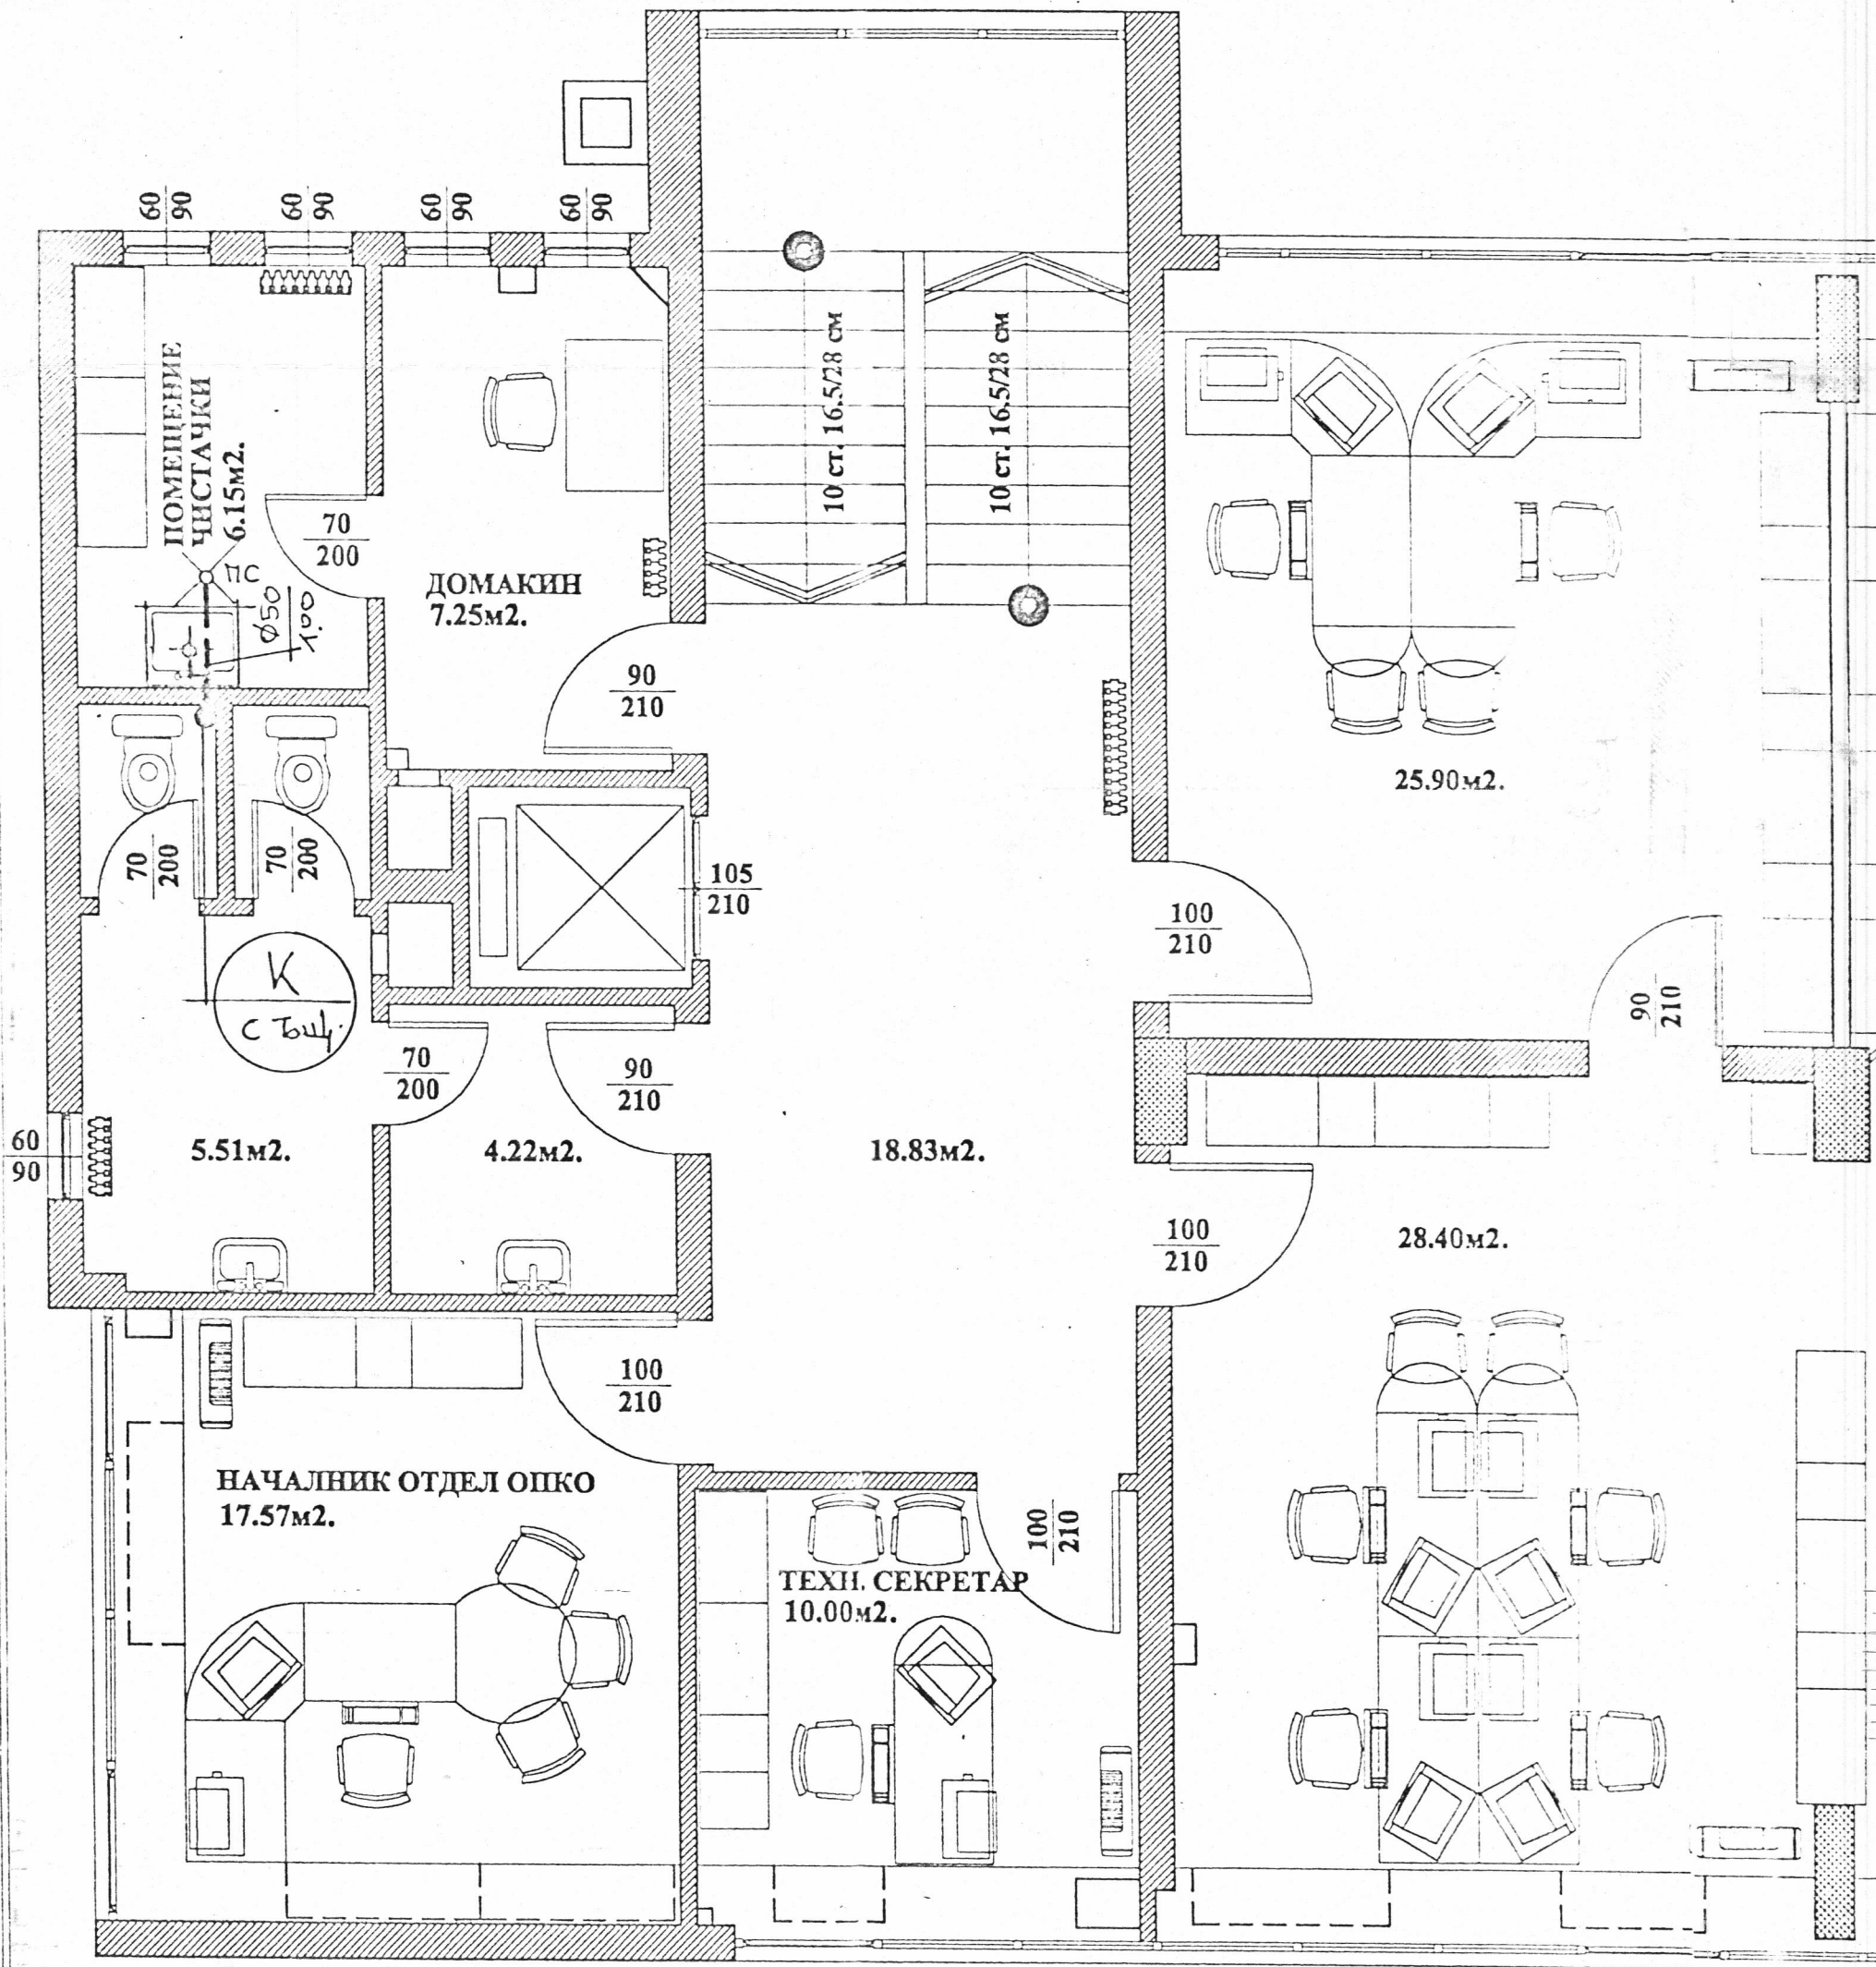 60
90
60
90
60
90
60
90
ПОМЕЩЕНИЕ
ЧИСТАЧКИ
6.15м2.
10 ст. 16.5/28 см
10 ст. 16.5/28 см
70
200
ПС
ф50
1.00
ДОМАКИН
7.25м2.
90
210
25.90м2.
70
200
70
200
105
210
100
210
К
90
210
70
200
90
210
60
90
5.51м2.
4.22м2.
18.83м2.
100
210
28.40м2.
100
210
НАЧАЛНИК ОТДЕЛ ОПКО
17.57м2.
100
210
ТЕХН. СЕКРЕТАР
10.00м2.